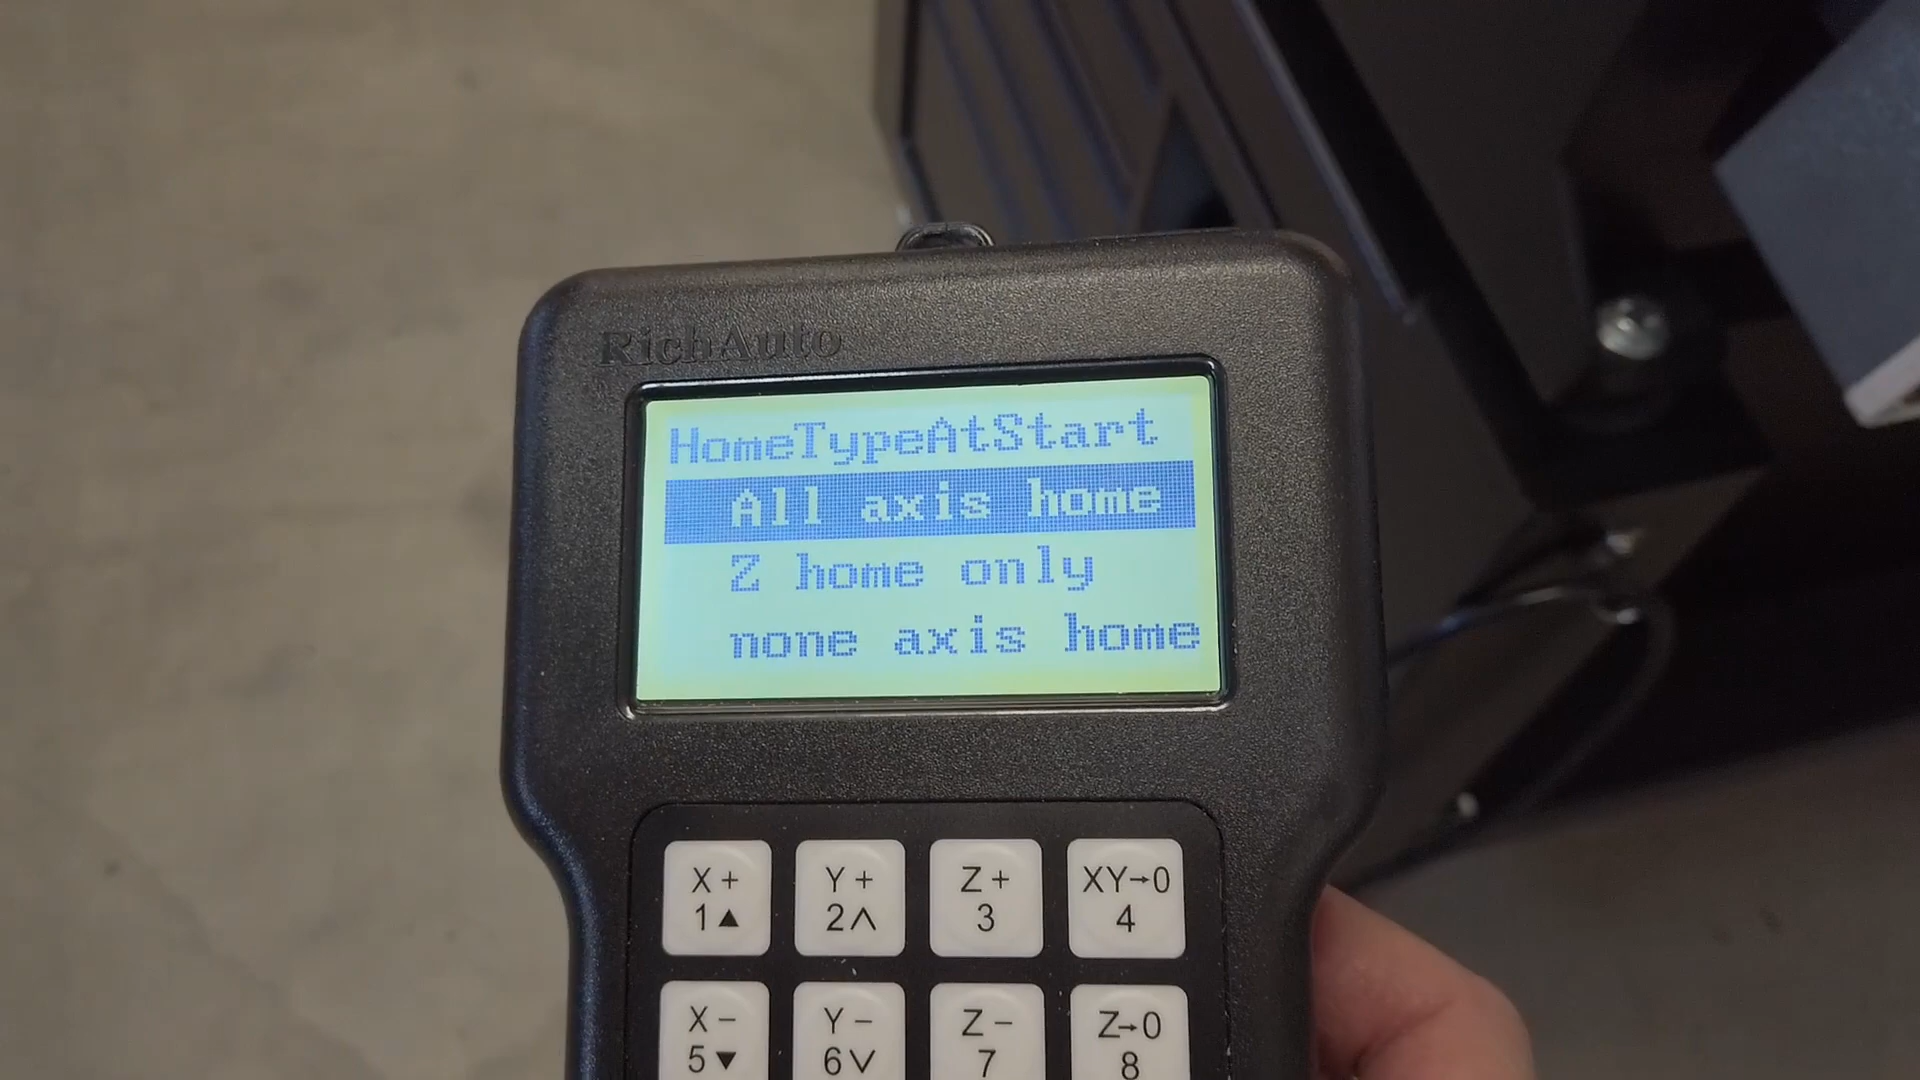 RichAuto
HomeTypeAtStart
All axis home
Z home only
none axis home
X+ Y+ Z+ XY→0
1▲ 2∧ 3 4
X− Y− Z− Z→0
5▼ 6∨ 7 8